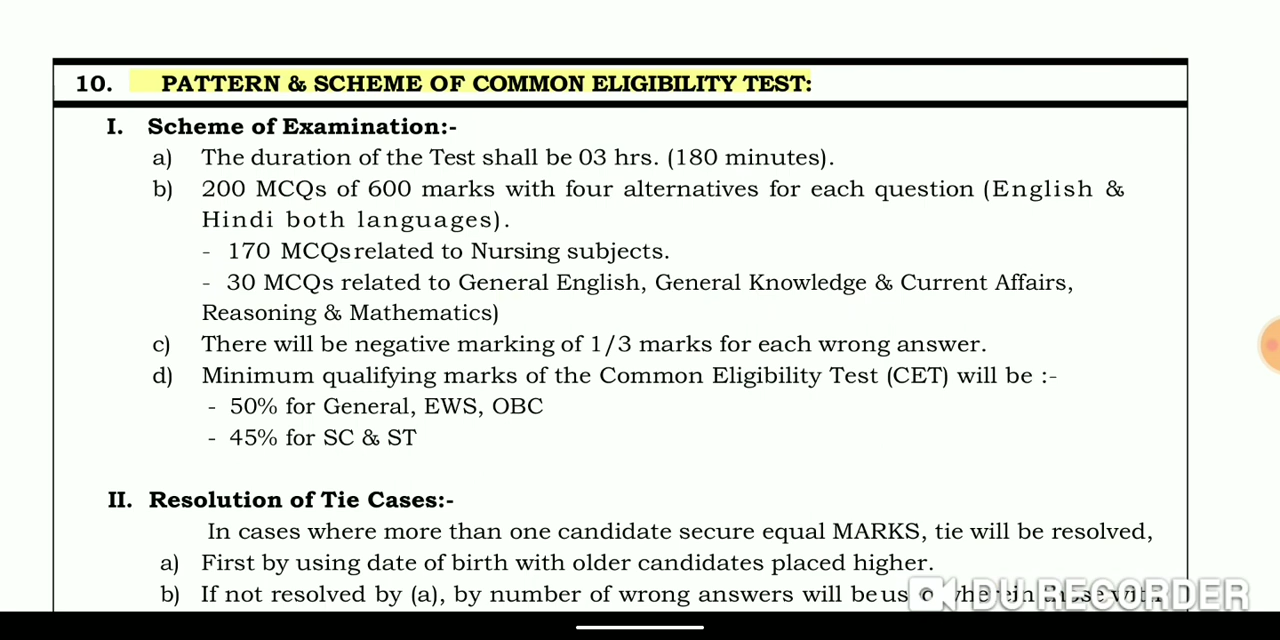 10. PATTERN & SCHEME OF COMMON ELIGIBILITY TEST:
I. Scheme of Examination:-
a) The duration of the Test shall be 03 hrs. (180 minutes).
b) 200 MCQs of 600 marks with four alternatives for each question (English &
Hindi both languages).
- 170 MCQs related to Nursing subjects.
- 30 MCQs related to General English, General Knowledge & Current Affairs,
Reasoning & Mathematics)
c) There will be negative marking of 1/3 marks for each wrong answer.
d) Minimum qualifying marks of the Common Eligibility Test (CET) will be :-
- 50% for General, EWS, OBC
- 45% for SC & ST
II. Resolution of Tie Cases:-
In cases where more than one candidate secure equal MARKS, tie will be resolved,
a) First by using date of birth with older candidates placed higher.
b) If not resolved by (a), by number of wrong answers will be
DU RECORDER